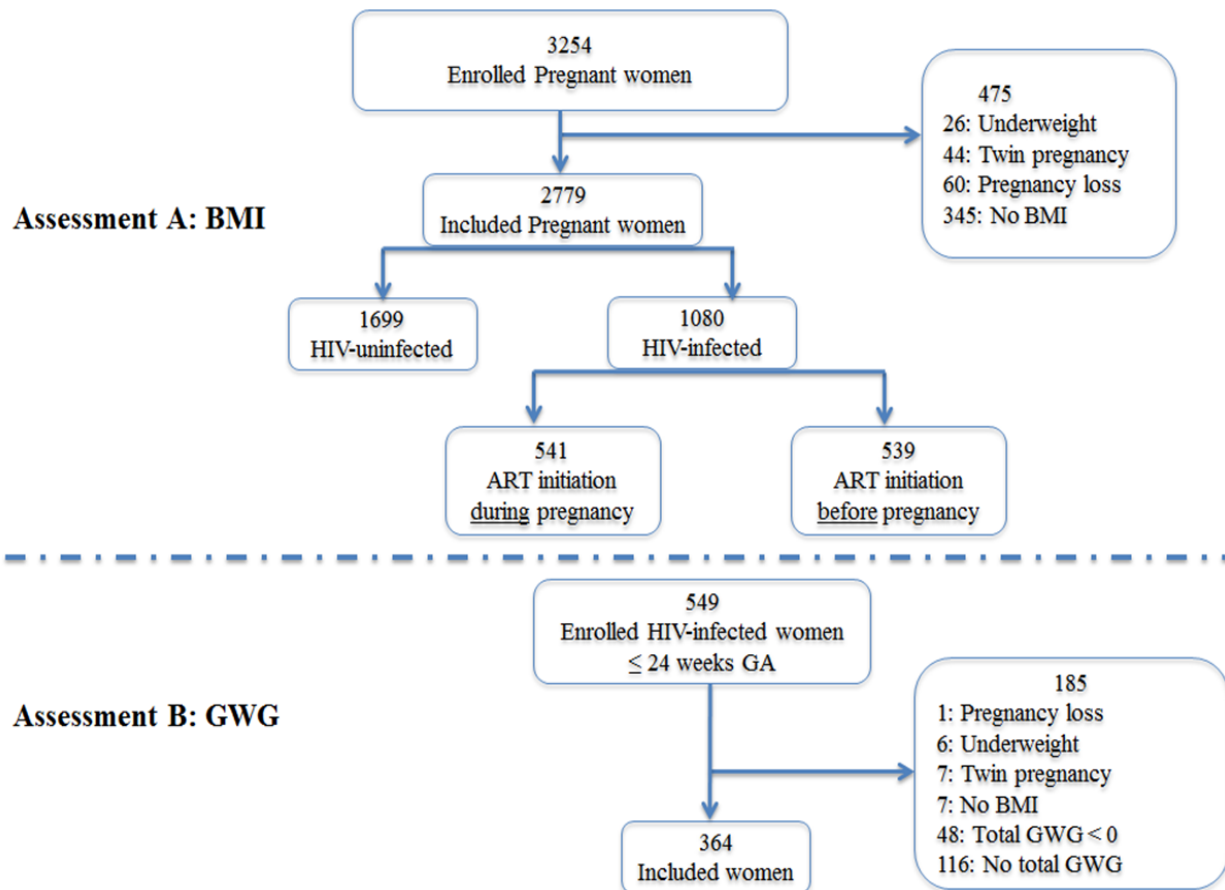 3254
Enrolled Pregnant women
475
26: Underweight
44: Twin pregnancy
60: Pregnancy loss
345: No BMI
Assessment A: BMI
2779
Included Pregnant women
1699
HIV-uninfected
1080
HIV-infected
541
ART initiation
during pregnancy
539
ART initiation
before pregnancy
549
Enrolled HIV-infected women
≤ 24 weeks GA
Assessment B: GWG
185
1: Pregnancy loss
6: Underweight
7: Twin pregnancy
7: No BMI
48: Total GWG < 0
116: No total GWG
364
Included women